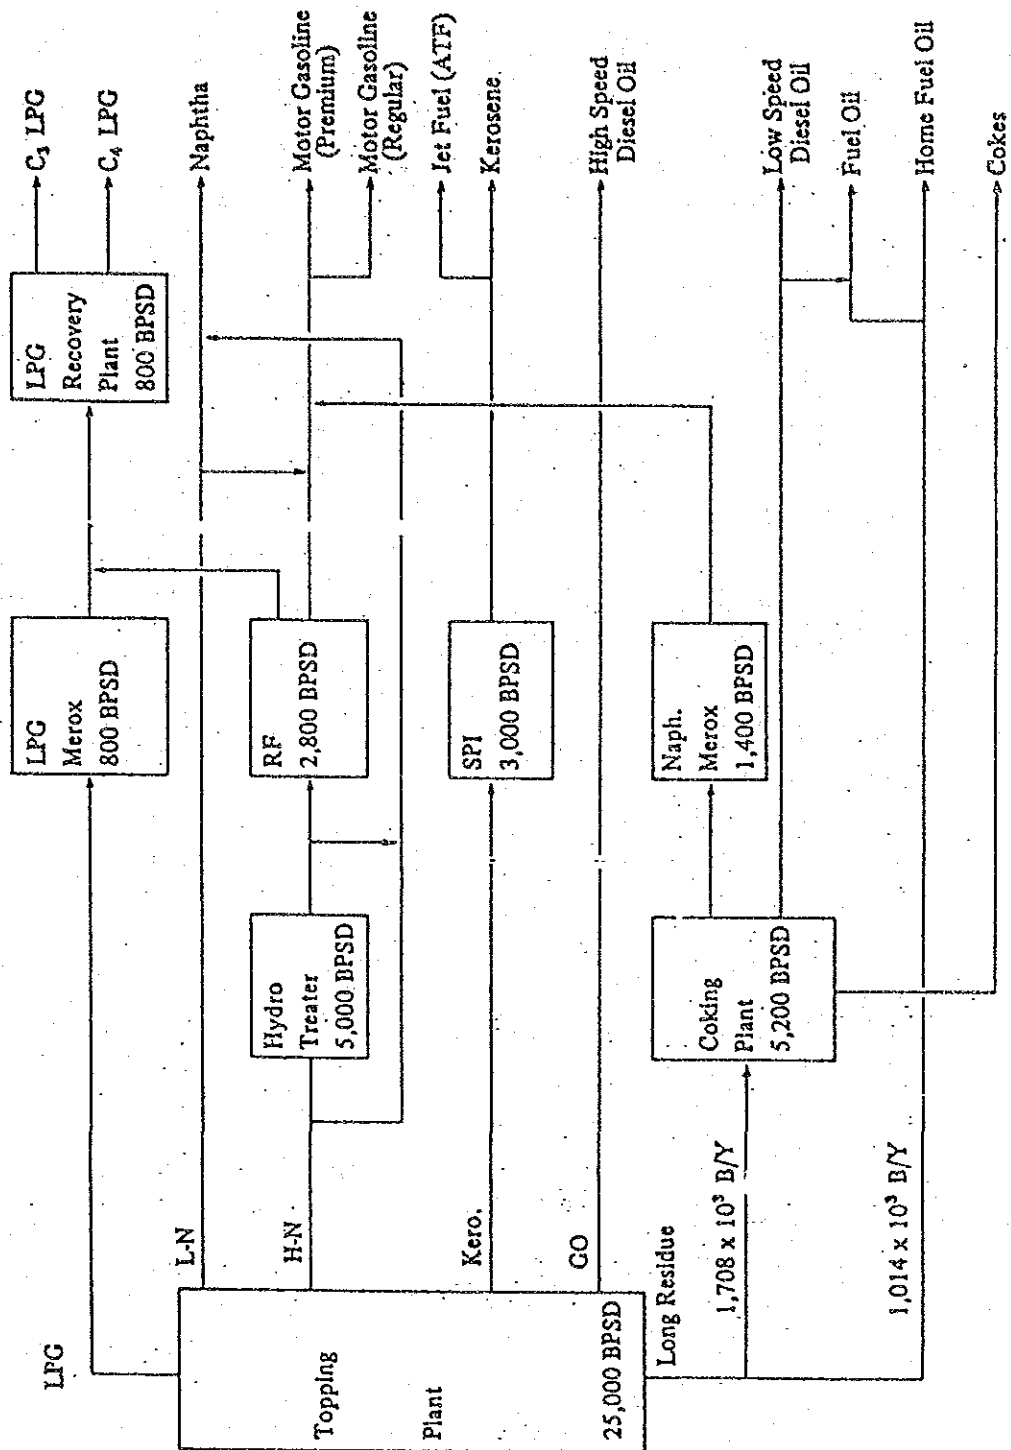 LPG
Topping
Plant
25,000 BPSD
L-N
H-N
Kero.
GO
Long Residue
1,708 x 10³ B/Y
1,014 x 10³ B/Y
Hydro
Treater
5,000 BPSD
Coking
Plant
5,200 BPSD
LPG
Merox
800 BPSD
RF
2,800 BPSD
SPI
3,000 BPSD
Naph.
Merox
1,400 BPSD
LPG
Recovery
Plant
800 BPSD
C₃ LPG
C₄ LPG
Naphtha
Motor Gasoline
(Premium)
Motor Gasoline
(Regular)
Jet Fuel (ATF)
Kerosene.
High Speed
Diesel Oil
Low Speed
Diesel Oil
Fuel Oil
Home Fuel Oil
Cokes